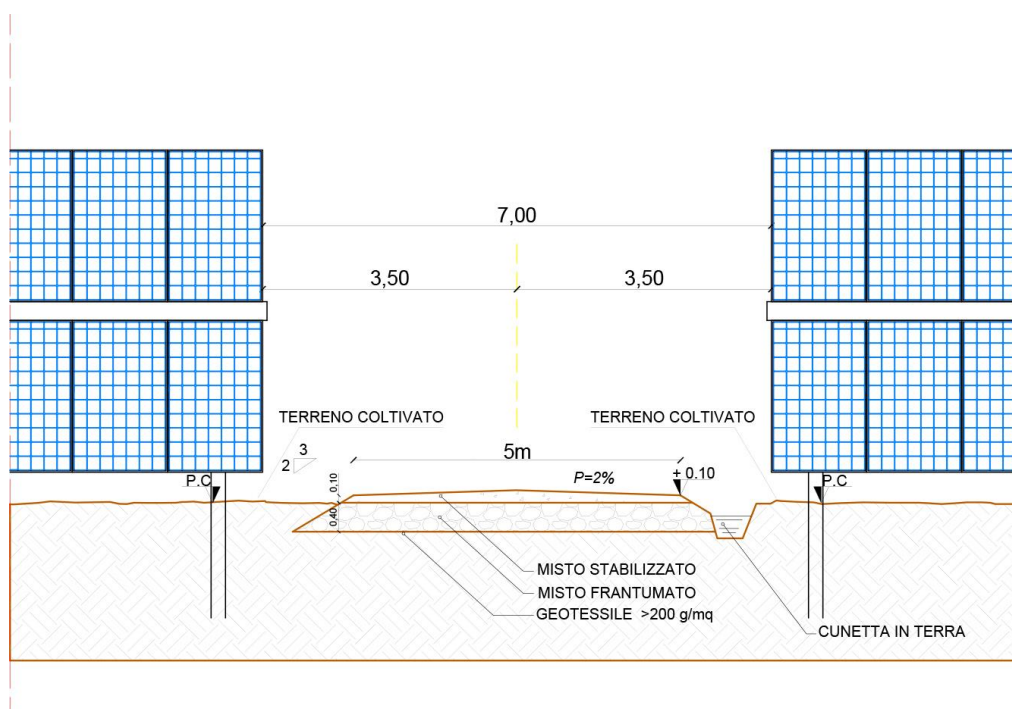 7,00
3,50
3,50
TERRENO COLTIVATO
TERRENO COLTIVATO
3
2
5m
P=2%
+ 0.10
P.C
P.C
0,10
0,40
MISTO STABILIZZATO
MISTO FRANTUMATO
GEOTESSILE >200 g/mq
CUNETTA IN TERRA